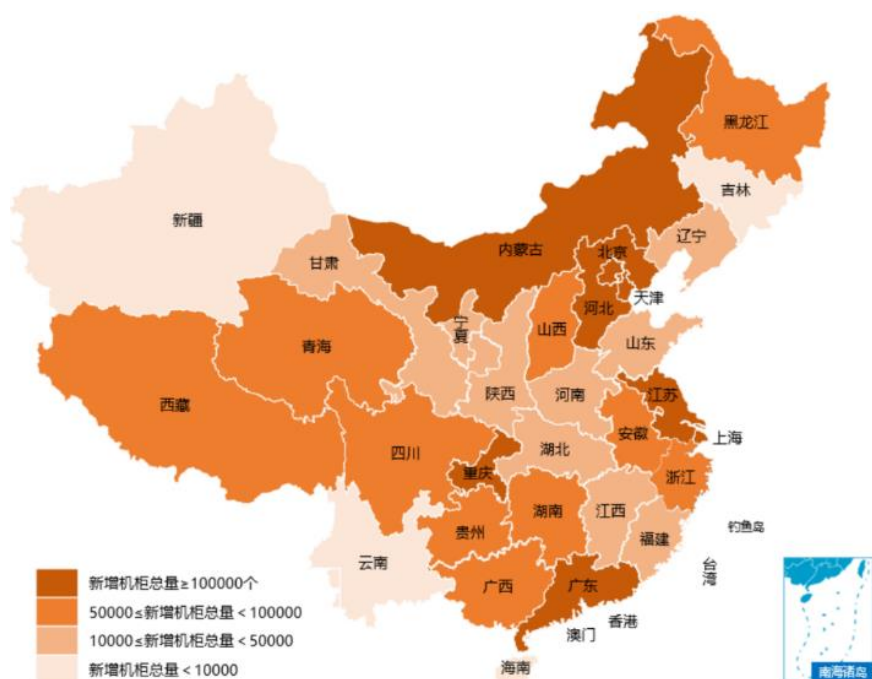 黑龙江
吉林
新疆
辽宁
北京
内蒙古
甘肃
天津
河北
宁夏
山西
山东
青海
陕西
河南
江苏
西藏
安徽
上海
四川
湖北
重庆
浙江
江西
湖南
贵州
钓鱼岛
福建
云南
台湾
广西
广东
香港
澳门
海南
新增机柜总量≥100000个
50000≤新增机柜总量＜100000
10000≤新增机柜总量＜50000
新增机柜总量＜10000
南海诸岛